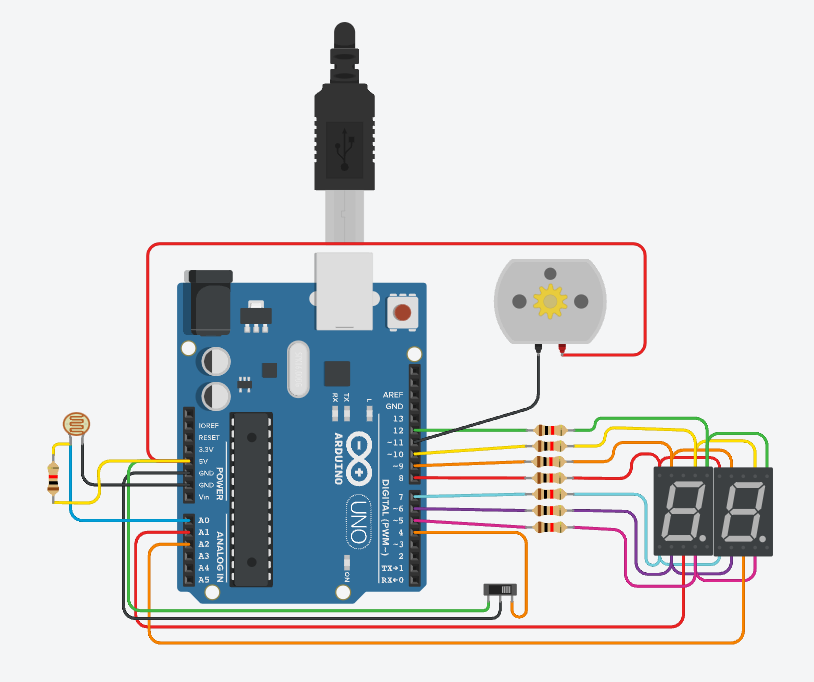 AREF
GND
13
12
~11
~10
~9
8
7
~6
~5
4
~3
2
TX→1
RX←0
DIGITAL (PWM~)
IOREF
RESET
3.3V
5V
GND
GND
Vin
POWER
A0
A1
A2
A3
A4
A5
ANALOG IN
RX
TX
L
ARDUINO
UNO
ON